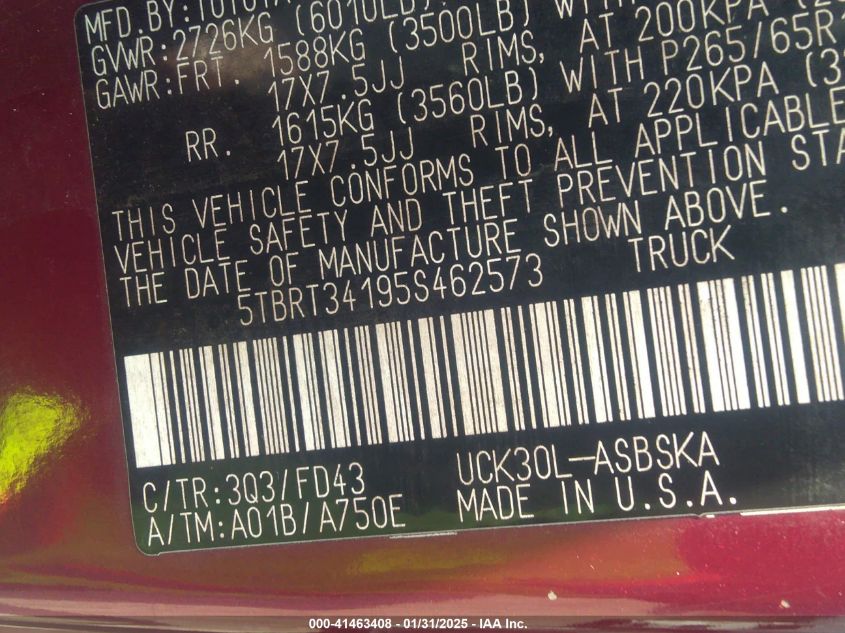 MFD.BY: TOYOTA
GVWR: 2726KG (6010LB)
GAWR: FRT. 1588KG (3500LB) WITH
17X7.5JJ RIMS, AT 200KPA
RR. 1615KG (3560LB) WITH P265/65R
17X7.5JJ RIMS, AT 220KPA
THIS VEHICLE CONFORMS TO ALL APPLICABLE
VEHICLE SAFETY AND THEFT PREVENTION
THE DATE OF MANUFACTURE SHOWN ABOVE.
5TBRT34195S462573 TRUCK
C/TR:3Q3/FD43 UCK30L-ASBSKA
A/TM:A01B/A750E MADE IN U.S.A.
000-41463408 - 01/31/2025 - IAA Inc.